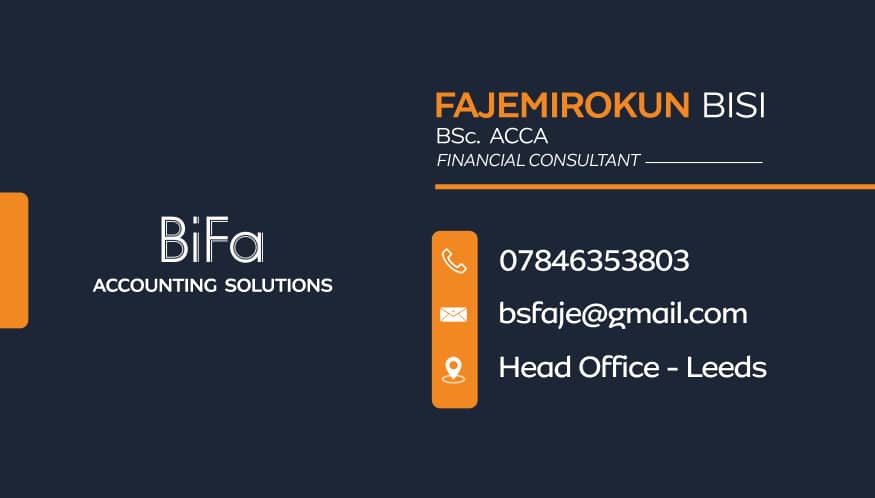 FAJEMIROKUN BISI
BSc. ACCA
FINANCIAL CONSULTANT
BiFa
ACCOUNTING SOLUTIONS
07846353803
bsfaje@gmail.com
Head Office - Leeds